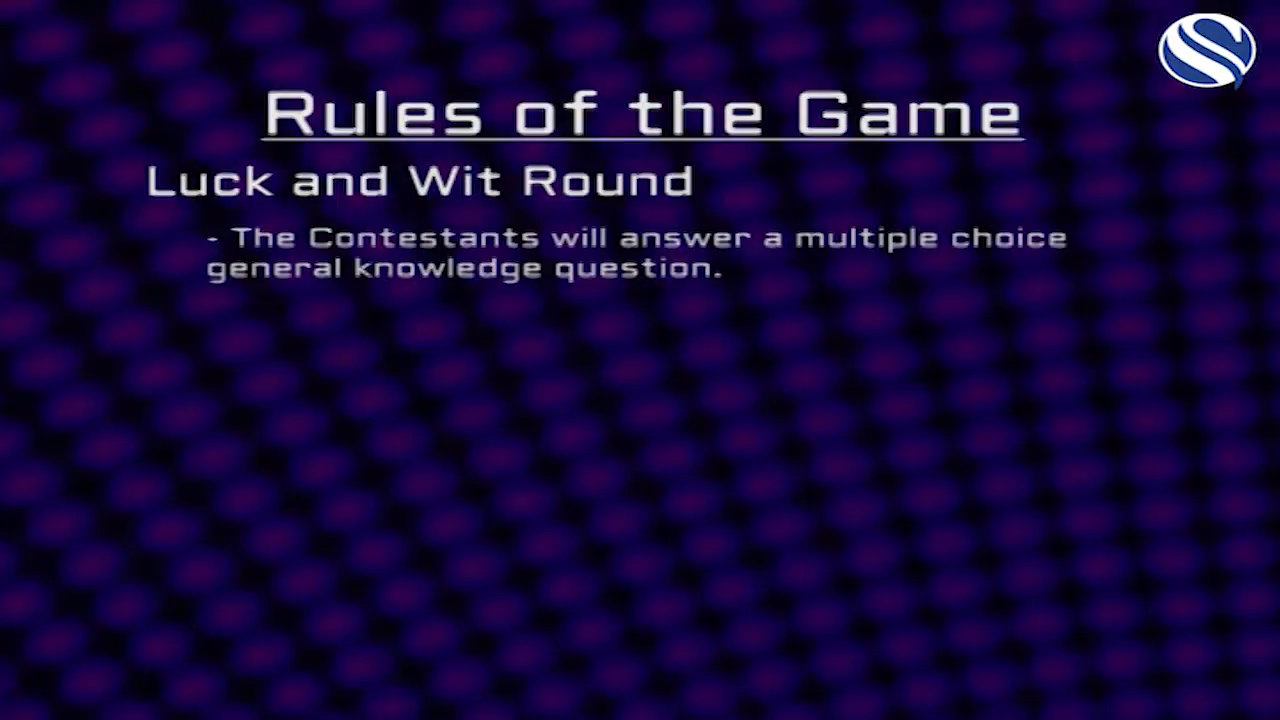 Rules of the Game
Luck and Wit Round
- The Contestants will answer a multiple choice
general knowledge question.